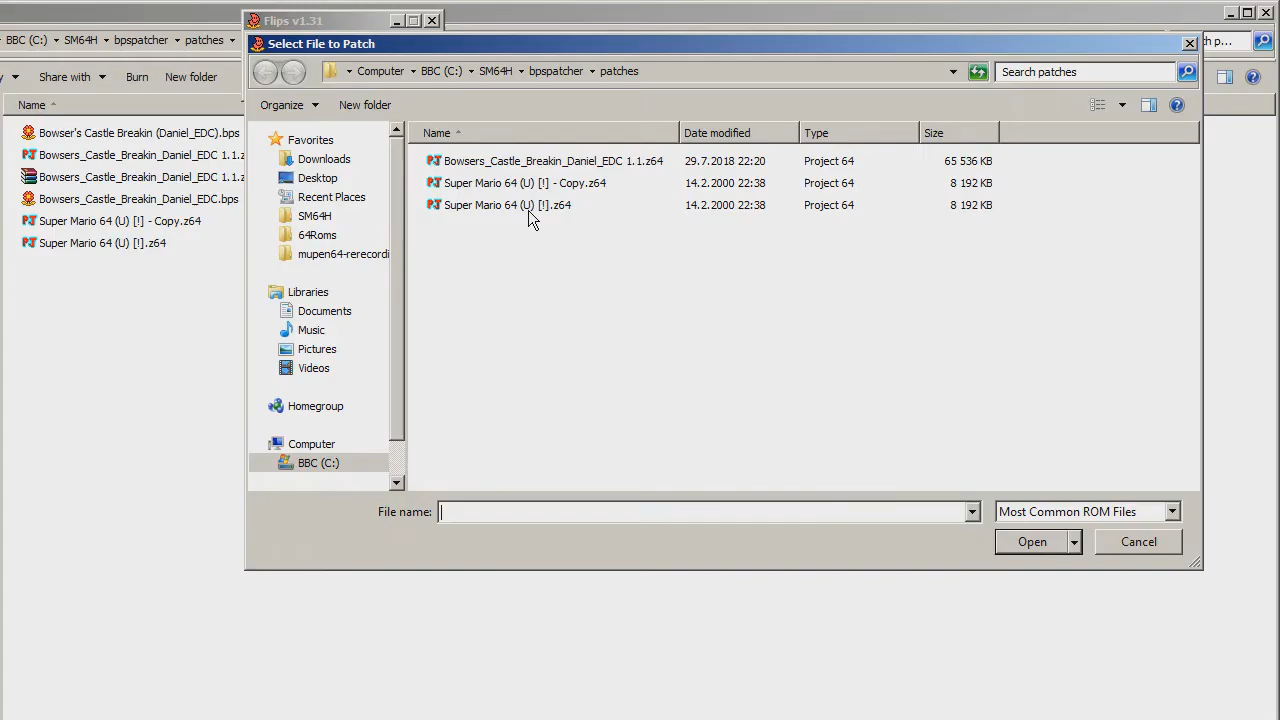 Flips v1.31
BBC (C:) SM64H bpspatcher patches
h p...
y Share with Burn New folder
Name
Bowser's Castle Breakin (Daniel_EDC).bps
Bowsers_Castle_Breakin_Daniel_EDC 1.1.z
Bowsers_Castle_Breakin_Daniel_EDC 1.1.z
Bowsers_Castle_Breakin_Daniel_EDC.bps
Super Mario 64 (U) [!] - Copy.z64
Super Mario 64 (U) [!].z64
Select File to Patch
Computer BBC (C:) SM64H bpspatcher patches
Search patches
Organize New folder
Favorites
Downloads
Desktop
Recent Places
SM64H
64Roms
mupen64-rerecordi
Libraries
Documents
Music
Pictures
Videos
Homegroup
Computer
BBC (C:)
Name Date modified Type Size
Bowsers_Castle_Breakin_Daniel_EDC 1.1.z64 29.7.2018 22:20 Project 64 65 536 KB
Super Mario 64 (U) [!] - Copy.z64 14.2.2000 22:38 Project 64 8 192 KB
Super Mario 64 (U) [!].z64 14.2.2000 22:38 Project 64 8 192 KB
File name:
Most Common ROM Files
Open Cancel